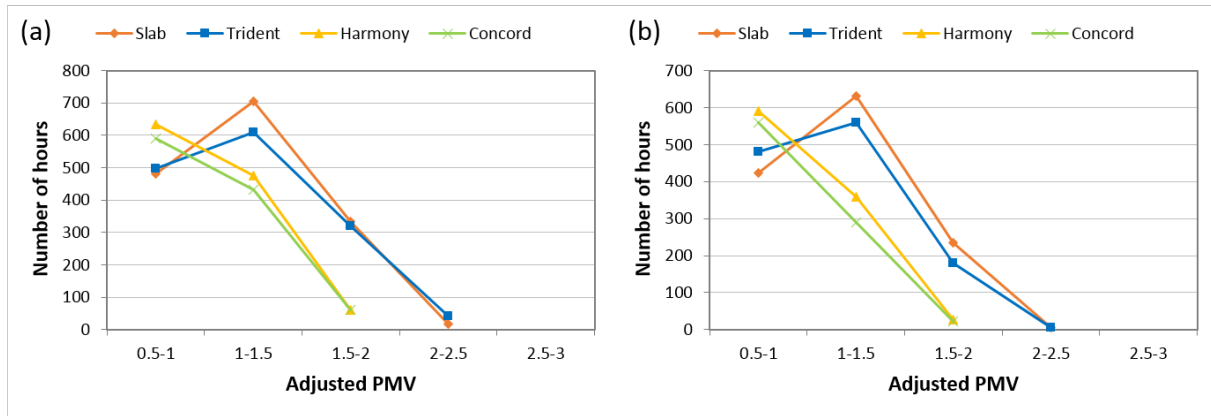 (a)
Slab Trident Harmony Concord
800
700
600
500
400
300
200
100
0
Number of hours
0.5-1 1-1.5 1.5-2 2-2.5 2.5-3
Adjusted PMV
(b)
Slab Trident Harmony Concord
700
600
500
400
300
200
100
0
Number of hours
0.5-1 1-1.5 1.5-2 2-2.5 2.5-3
Adjusted PMV